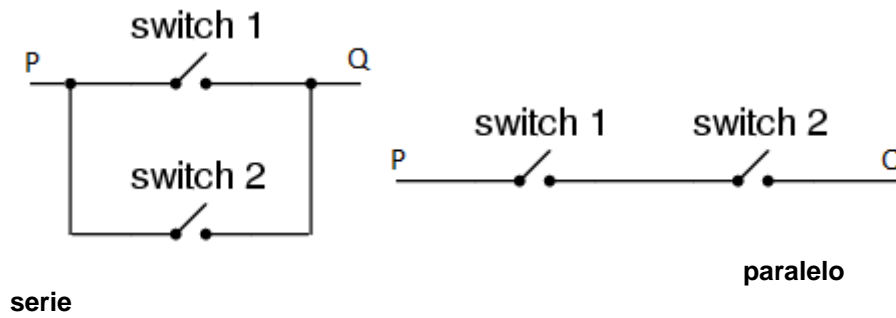 switch 1
P Q
switch 2
switch 1 switch 2
P Q
paralelo
serie